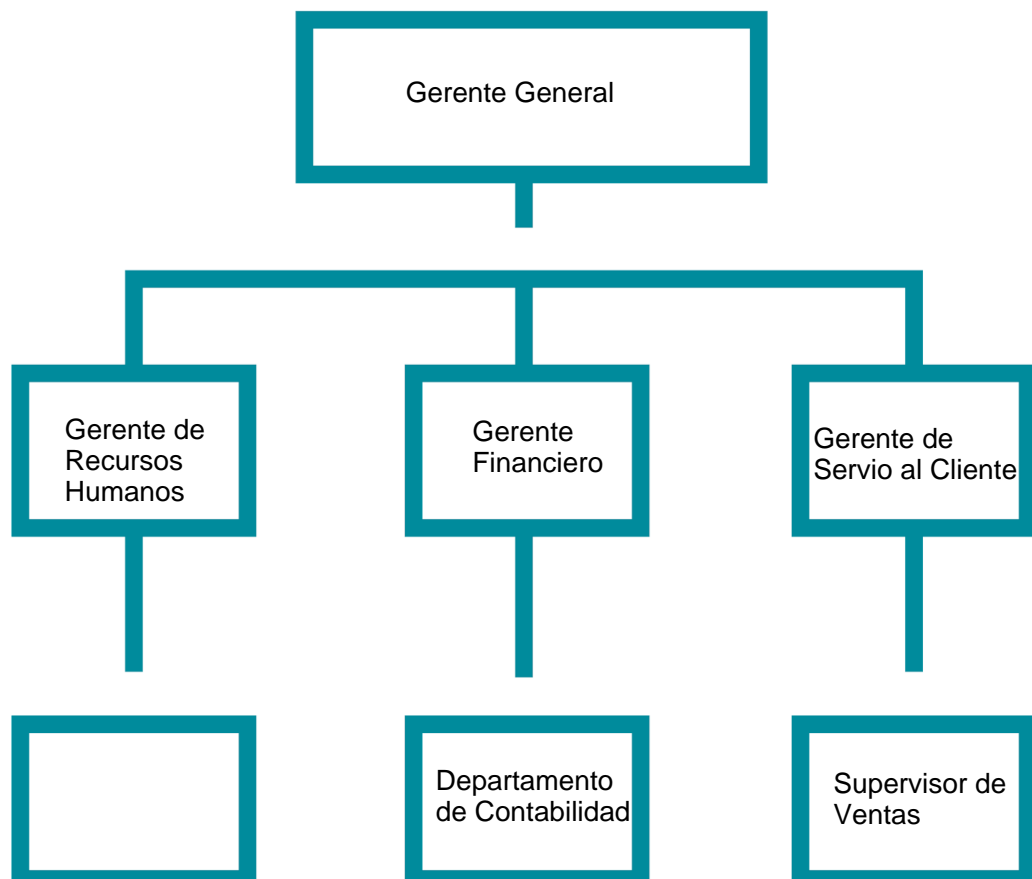 Gerente General
Gerente de
Recursos
Humanos
Gerente
Financiero
Gerente de
Servio al Cliente
Departamento
de Contabilidad
Supervisor de
Ventas